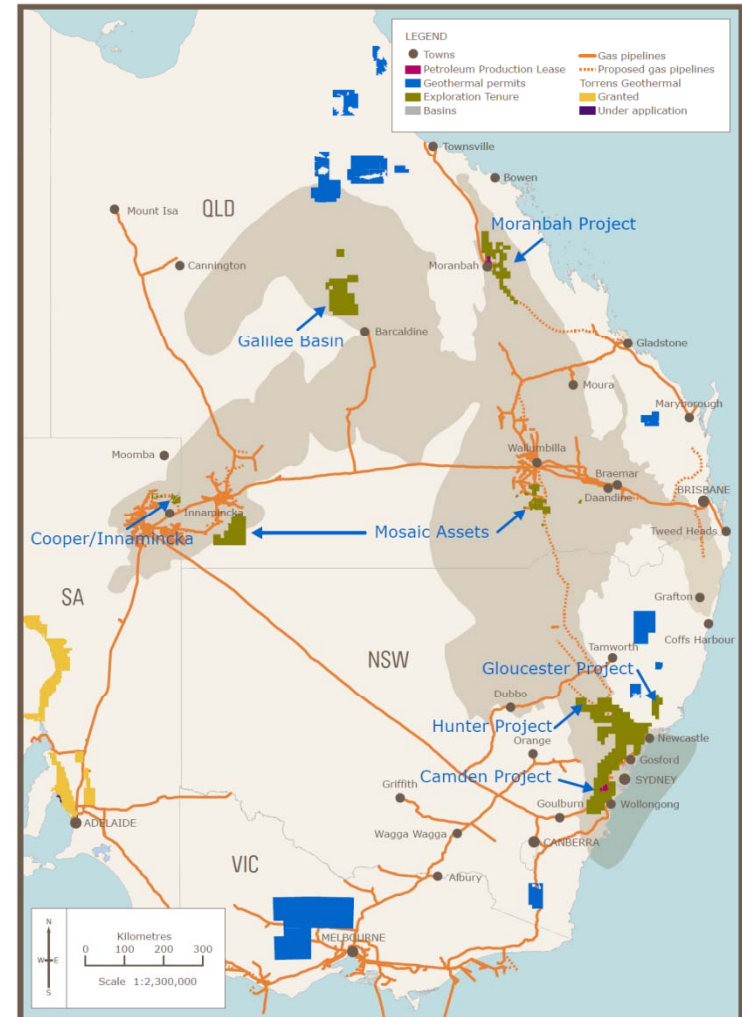 LEGEND
Towns
Petroleum Production Lease
Geothermal permits
Exploration Tenure
Basins
Gas pipelines
Proposed gas pipelines
Torrens Geothermal
Granted
Under application
Townsville
Bowen
Mount Isa
QLD
Moranbah Project
Cannington
Moranbah
Galilee Basin
Barcaldine
Gladstone
Moura
Maryborough
Moomba
Wallumbilla
Braemar
Daandine
BRISBANE
Innamincka
Cooper/Innamincka
Mosaic Assets
Tweed Heads
SA
Grafton
Coffs Harbour
NSW
Tamworth
Gloucester Project
Dubbo
Hunter Project
Newcastle
Orange
Gosford
Camden Project
SYDNEY
Griffith
Goulburn
Wollongong
ADELAIDE
Wagga Wagga
CANBERRA
VIC
Albury
N
W
E
S
Kilometres
0 100 200 300
Scale 1:2,300,000
MELBOURNE